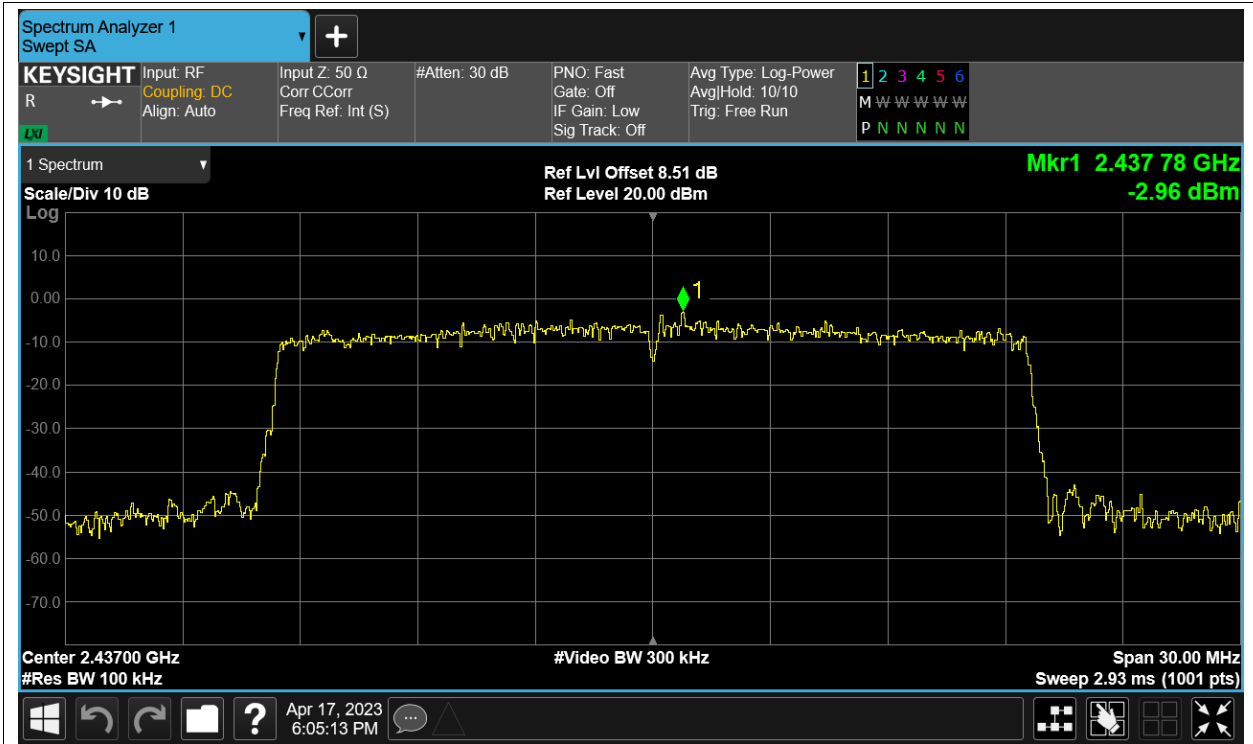 Spectrum Analyzer 1
Swept SA
+
KEYSIGHT
R
LXI
Input: RF
Coupling: DC
Align: Auto
Input Z: 50 Ω
Corr CCorr
Freq Ref: Int (S)
#Atten: 30 dB
PNO: Fast
Gate: Off
IF Gain: Low
Sig Track: Off
Avg Type: Log-Power
Avg|Hold: 10/10
Trig: Free Run
1 2 3 4 5 6
M W W W W W
P N N N N N
1 Spectrum
Scale/Div 10 dB
Ref Lvl Offset 8.51 dB
Ref Level 20.00 dBm
Mkr1 2.437 78 GHz
-2.96 dBm
Log
10.0
0.00
-10.0
-20.0
-30.0
-40.0
-50.0
-60.0
-70.0
1
Center 2.43700 GHz
#Res BW 100 kHz
#Video BW 300 kHz
Span 30.00 MHz
Sweep 2.93 ms (1001 pts)
?
Apr 17, 2023
6:05:13 PM